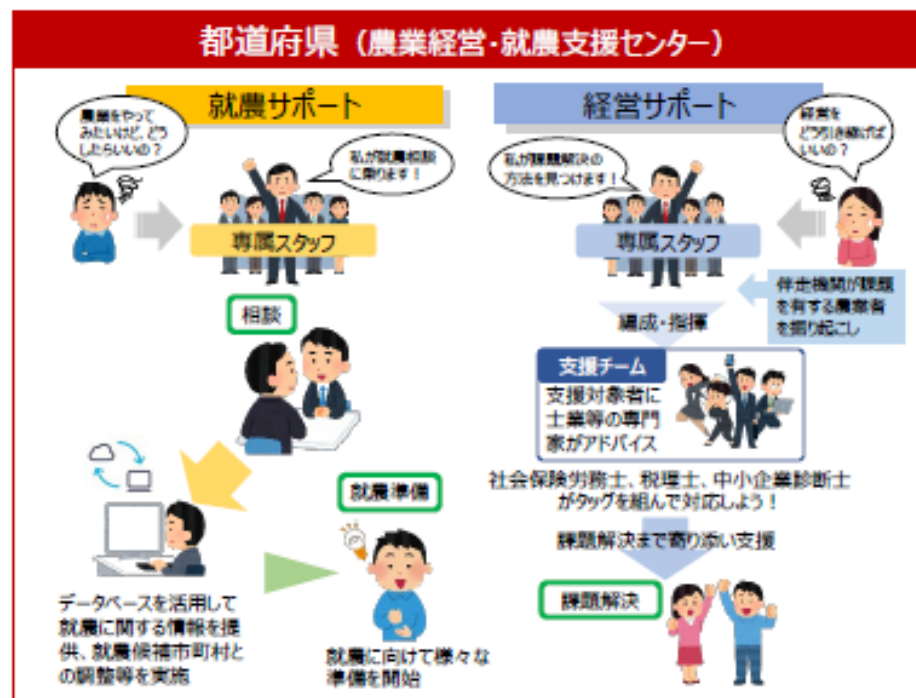 都道府県（農業経営・就農支援センター）
就農サポート
農業をやって
みたいけど、どう
したらいいの？
私が就農相談
に乗ります！
専属スタッフ
相談
データベースを活用して
就農に関する情報を提
供、就農候補市町村と
の調整等を実施
就農準備
就農に向けて様々な
準備を開始
経営サポート
経営を
どう引き継げば
いいの？
私が課題解決の
方法を見つけます！
専属スタッフ
伴走機関が課題
を有する農業者
を掘り起こし
編成・指揮
支援チーム
支援対象者に
士業等の専門
家がアドバイス
社会保険労務士、税理士、中小企業診断士
がタッグを組んで対応しよう！
課題解決まで寄り添い支援
課題解決